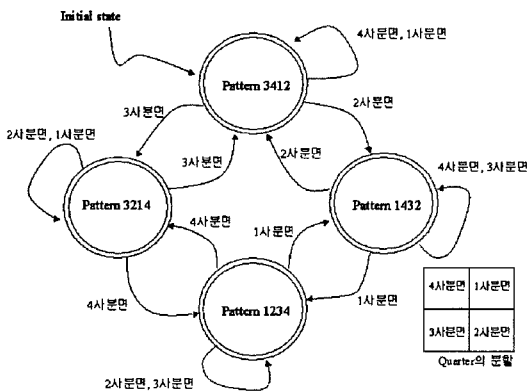 Initial state
4사분면, 1사분면
Pattern 3412
3사분면
2사분면
2사분면, 1사분면
3사분면
2사분면
4사분면, 3사분면
Pattern 3214
Pattern 1432
4사분면
1사분면
4사분면
1사분면
Pattern 1234
2사분면, 3사분면
4사분면 1사분면
3사분면 2사분면
Quarter의 분할